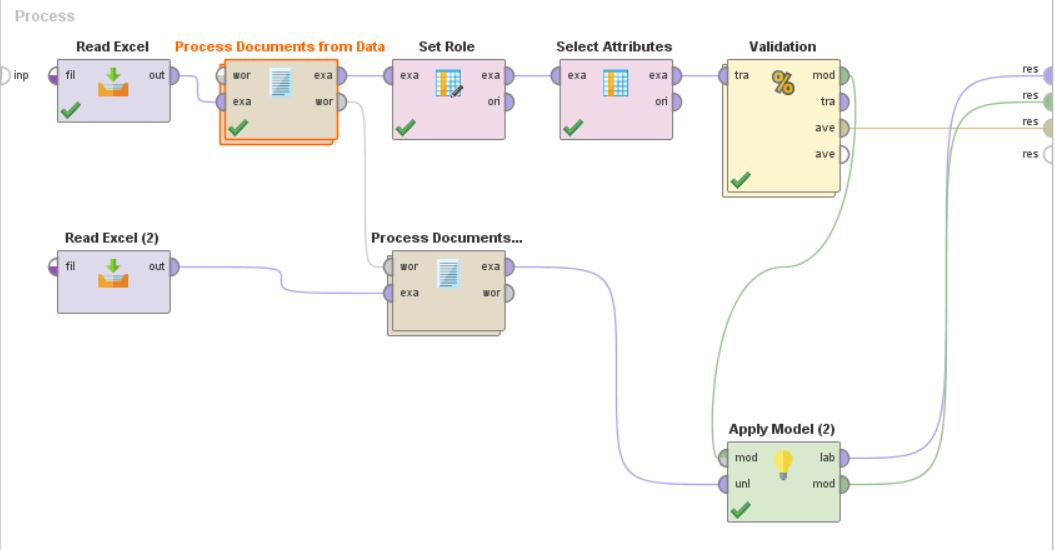 Process
Read Excel
Process Documents from Data
Set Role
Select Attributes
Validation
inp
fil out
wor exa
exa wor
exa exa
ori
exa exa
ori
tra mod
tra
ave
ave
res
res
res
res
Read Excel (2)
Process Documents...
fil out
wor exa
exa wor
Apply Model (2)
mod lab
unl mod